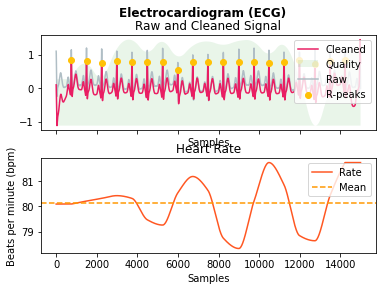 Electrocardiogram (ECG)
Raw and Cleaned Signal
1
0
−1
Cleaned
Quality
Raw
R-peaks
Samples
Heart Rate
Beats per minute (bpm)
81
80
79
Rate
Mean
0
2000
4000
6000
8000
10000
12000
14000
Samples